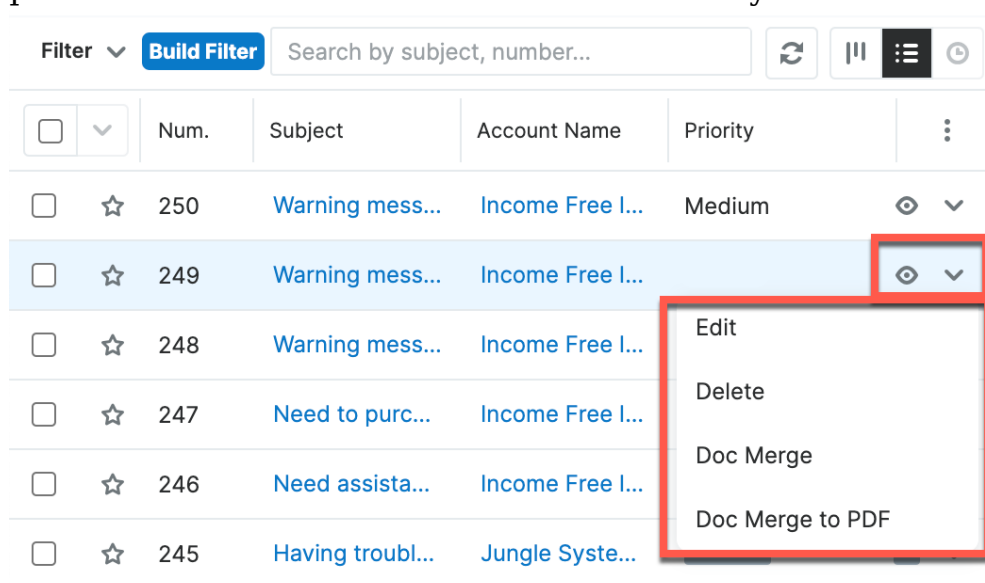 Filter Build Filter Search by subject, number...
Num. Subject Account Name Priority
250 Warning mess... Income Free I... Medium
249 Warning mess... Income Free I...
Edit
248 Warning mess... Income Free I...
Delete
247 Need to purc... Income Free I...
Doc Merge
246 Need assista... Income Free I...
Doc Merge to PDF
245 Having troubl... Jungle Syste...